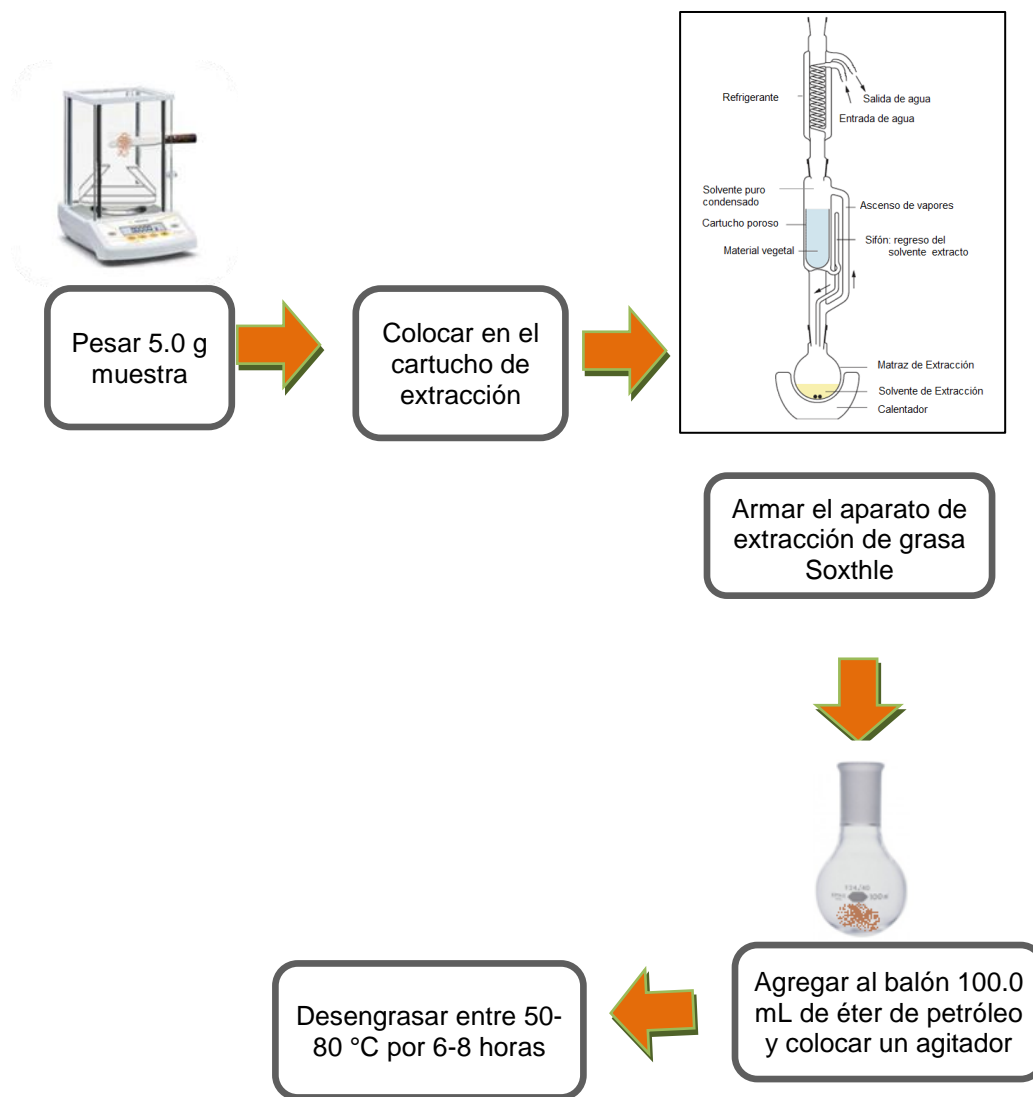 Pesar 5.0 g
muestra
Colocar en el
cartucho de
extracción
Refrigerante
Salida de agua
Entrada de agua
Solvente puro
condensado
Ascenso de vapores
Cartucho poroso
Sifón: regreso del
solvente extracto
Material vegetal
Matraz de Extracción
Solvente de Extracción
Calentador
Armar el aparato de
extracción de grasa
Soxthle
Agregar al balón 100.0
mL de éter de petróleo
y colocar un agitador
Desengrasar entre 50-
80 °C por 6-8 horas